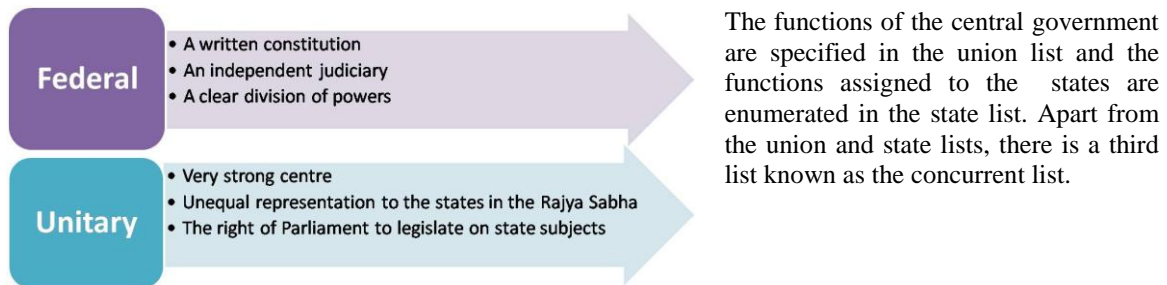 Federal
• A written constitution
• An independent judiciary
• A clear division of powers
Unitary
• Very strong centre
• Unequal representation to the states in the Rajya Sabha
• The right of Parliament to legislate on state subjects
The functions of the central government
are specified in the union list and the
functions assigned to the states are
enumerated in the state list. Apart from
the union and state lists, there is a third
list known as the concurrent list.